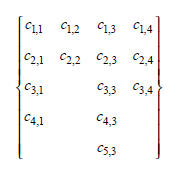 c1,1 c1,2 c1,3 c1,4
c2,1 c2,2 c2,3 c2,4
c3,1 c3,3 c3,4
c4,1 c4,3
c5,3